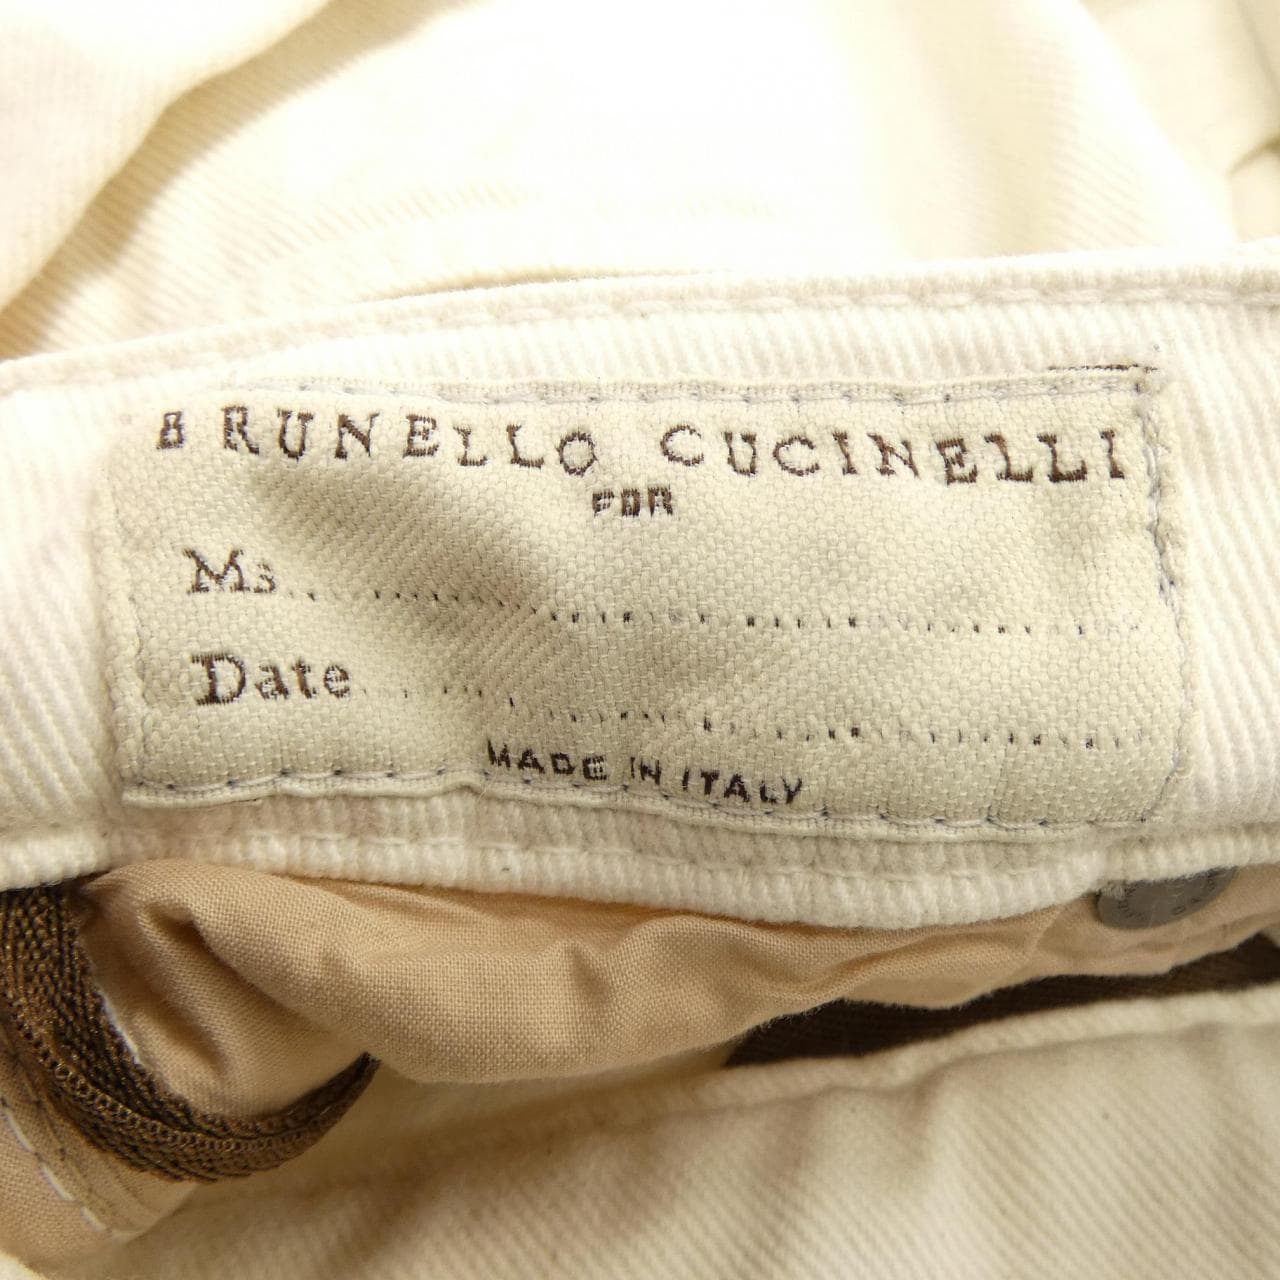 BRUNELLO CUCINELLI
FOR
Ms...............................................
Date.............................................
MADE IN ITALY